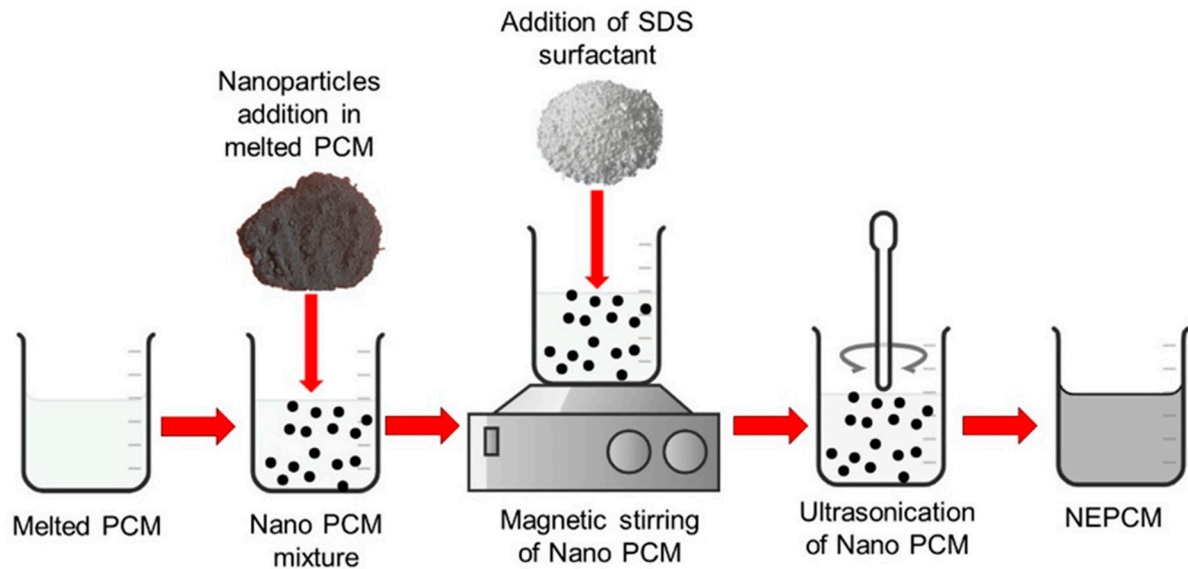 Addition of SDS
surfactant
Nanoparticles
addition in
melted PCM
Melted PCM
Nano PCM
mixture
Magnetic stirring
of Nano PCM
Ultrasonication
of Nano PCM
NEPCM